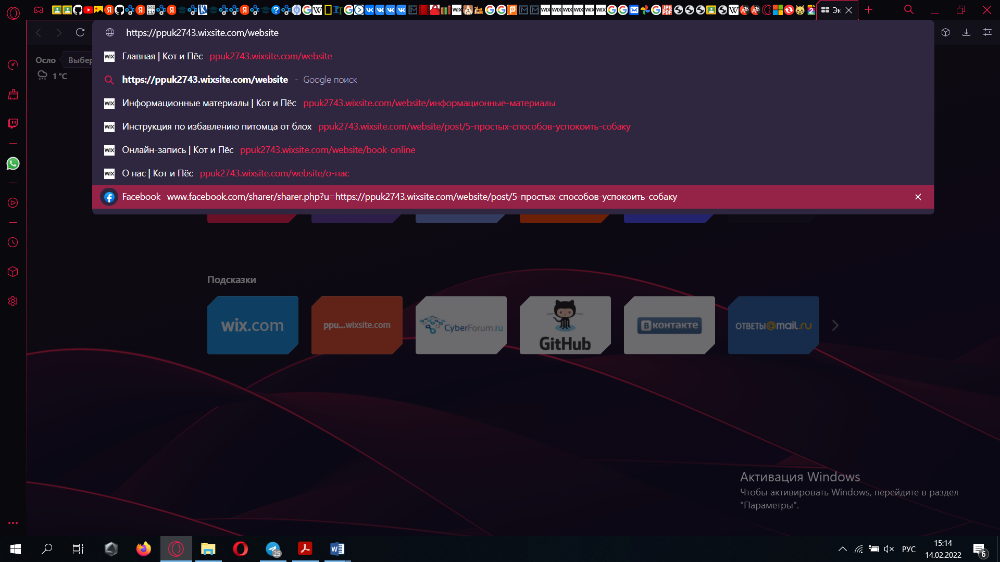 Эк
https://ppuk2743.wixsite.com/website
Главная | Кот и Пёс ppuk2743.wixsite.com/website
https://ppuk2743.wixsite.com/website - Google поиск
Информационные материалы | Кот и Пёс ppuk2743.wixsite.com/website/информационные-материалы
Инструкция по избавлению питомца от блох ppuk2743.wixsite.com/website/post/5-простых-способов-успокоить-собаку
Онлайн-запись | Кот и Пёс ppuk2743.wixsite.com/website/book-online
О нас | Кот и Пёс ppuk2743.wixsite.com/website/о-нас
Facebook www.facebook.com/sharer/sharer.php?u=https://ppuk2743.wixsite.com/website/post/5-простых-способов-успокоить-собаку
Осло Выбер
1 °C
Подсказки
wix.com
ppu...wixsite.com
CyberForum.ru
GitHub
В контакте
ОТВЕТЫ@mail.ru
Активация Windows
Чтобы активировать Windows, перейдите в раздел
"Параметры".
25
РУС
15:14
14.02.2022
6